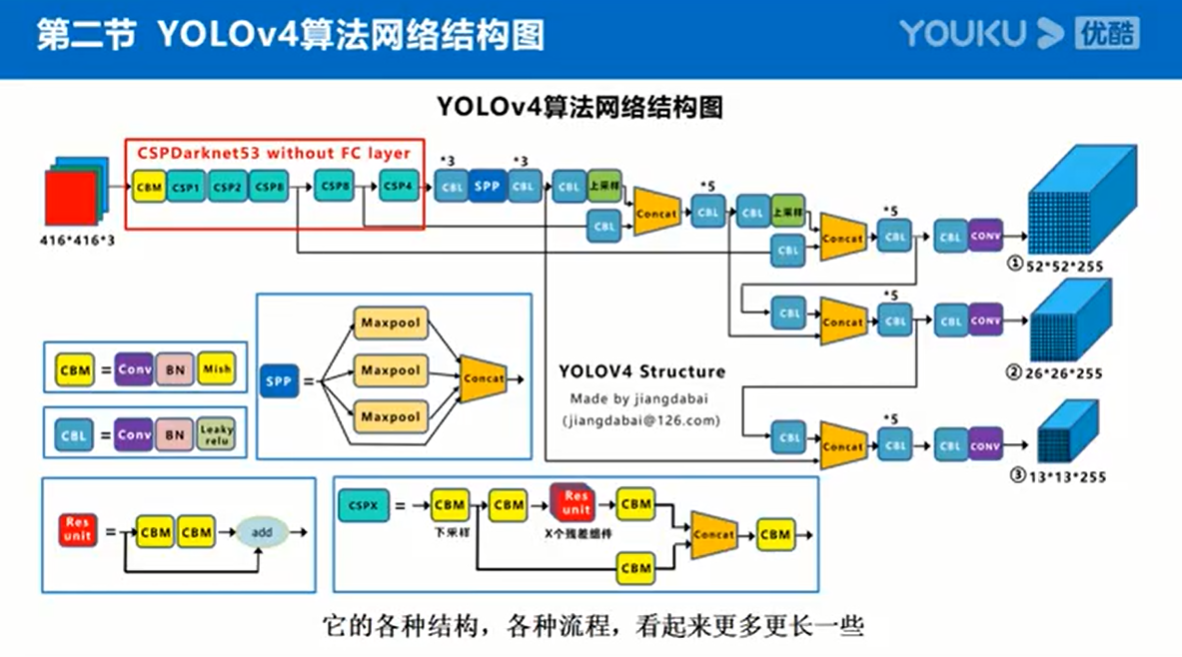 第二节 YOLOv4算法网络结构图
YOUKU 优酷
YOLOv4算法网络结构图
CSPDarknet53 without FC layer
CBM CSP1 CSP2 CSP8 CSP8 CSP4
*3 *3
CBL SPP CBL CBL 上采样
CBL
Concat
*5
CBL CBL 上采样
CBL
Concat
*5
CBL CBL CONV
416*416*3
①52*52*255
CBL
Concat
*5
CBL CBL CONV
②26*26*255
CBL
Concat
*5
CBL CBL CONV
③13*13*255
YOLOV4 Structure
Made by jiangdabai
(jiangdabai@126.com)
CBM = Conv BN Mish
CBL = Conv BN Leaky relu
SPP =
Maxpool
Maxpool
Maxpool
Concat
Res unit = CBM CBM add
CSPX = CBM CBM Res unit CBM
下采样 X个残差组件
CBM
Concat
CBM
它的各种结构，各种流程，看起来更多更长一些